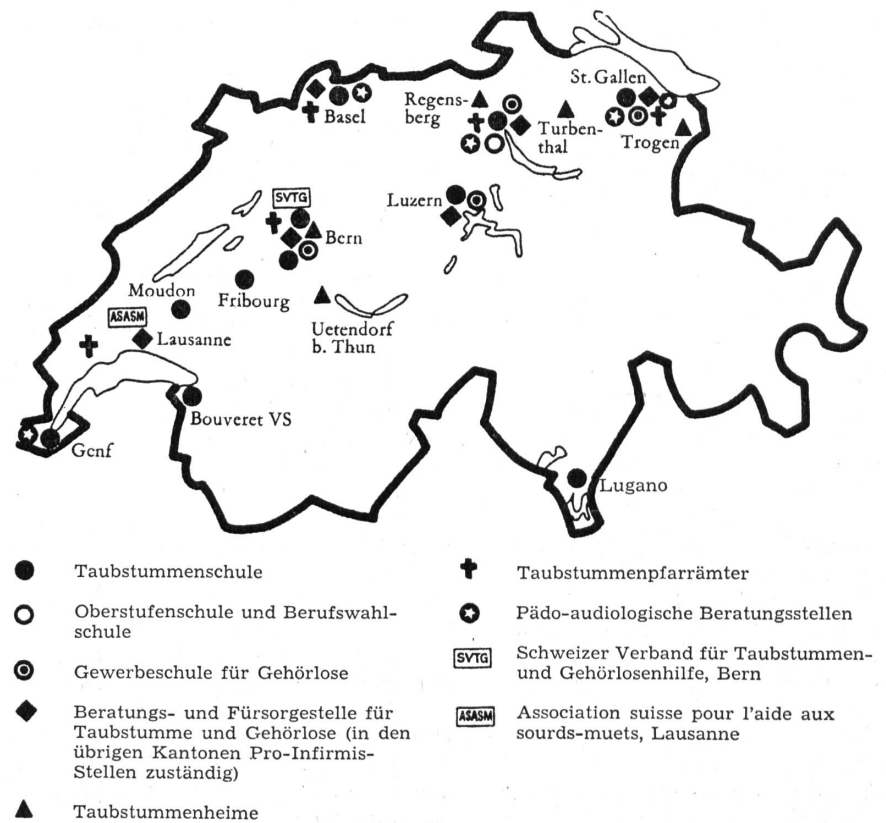 St. Gallen
Basel
Regens-
berg
Turben-
thal
Trogen
Luzern
SVTG
Bern
Moudon
Fribourg
ASASM
Lausanne
Uetendorf
b. Thun
Bouveret VS
Genf
Lugano
Taubstummenschule
Oberstufenschule und Berufswahl-
schule
Gewerbeschule für Gehörlose
Beratungs- und Fürsorgestelle für
Taubstumme und Gehörlose (in den
übrigen Kantonen Pro-Infirmis-
Stellen zuständig)
Taubstummenheime
Taubstummenpfarrämter
Pädo-audiologische Beratungsstellen
SVTG
Schweizer Verband für Taubstummen-
und Gehörlosenhilfe, Bern
ASASM
Association suisse pour l'aide aux
sourds-muets, Lausanne